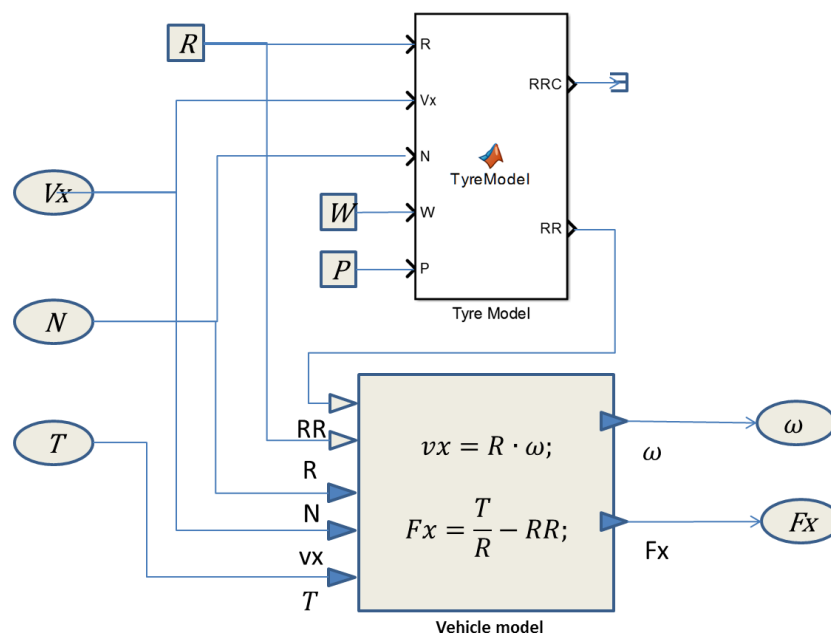 R
R
Vx
N
W
P
RRC
RR
TyreModel
Tyre Model
R
Vx
N
W
P
T
RR
R
N
vx
T
vx = R · ω;
Fx = T/R − RR;
ω
Fx
ω
Fx
Vehicle model